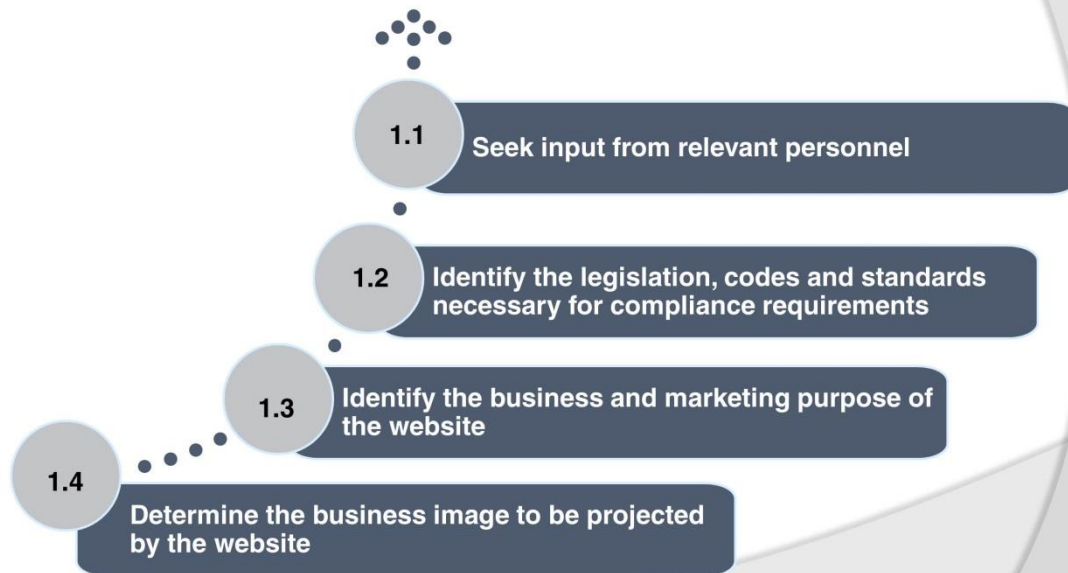 1.1
Seek input from relevant personnel
1.2
Identify the legislation, codes and standards
necessary for compliance requirements
1.3
Identify the business and marketing purpose of
the website
1.4
Determine the business image to be projected
by the website